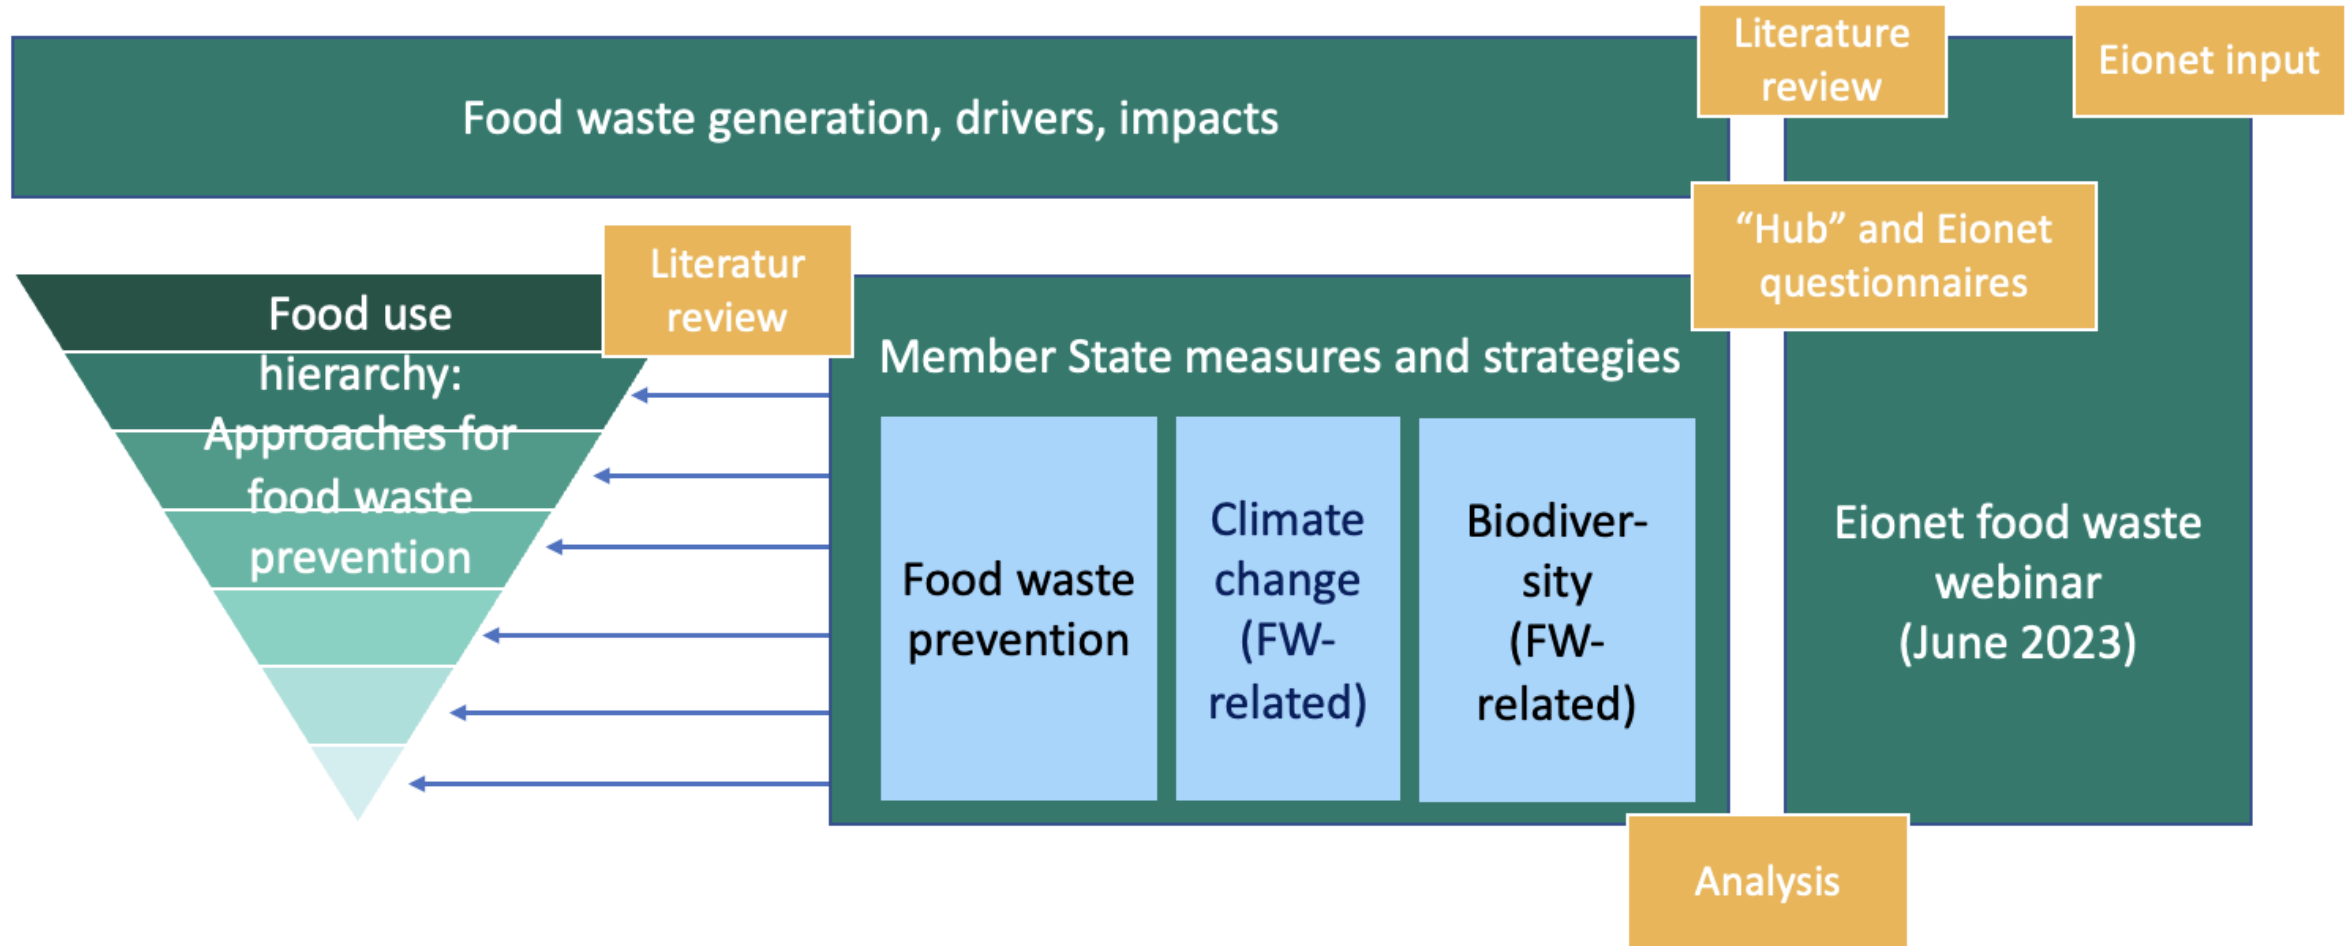 Literature
review
Eionet input
Food waste generation, drivers, impacts
“Hub” and Eionet
questionnaires
Literatur
review
Food use
hierarchy:
Approaches for
food waste
prevention
Member State measures and strategies
Food waste
prevention
Climate
change
(FW-
related)
Biodiver-
sity
(FW-
related)
Eionet food waste
webinar
(June 2023)
Analysis